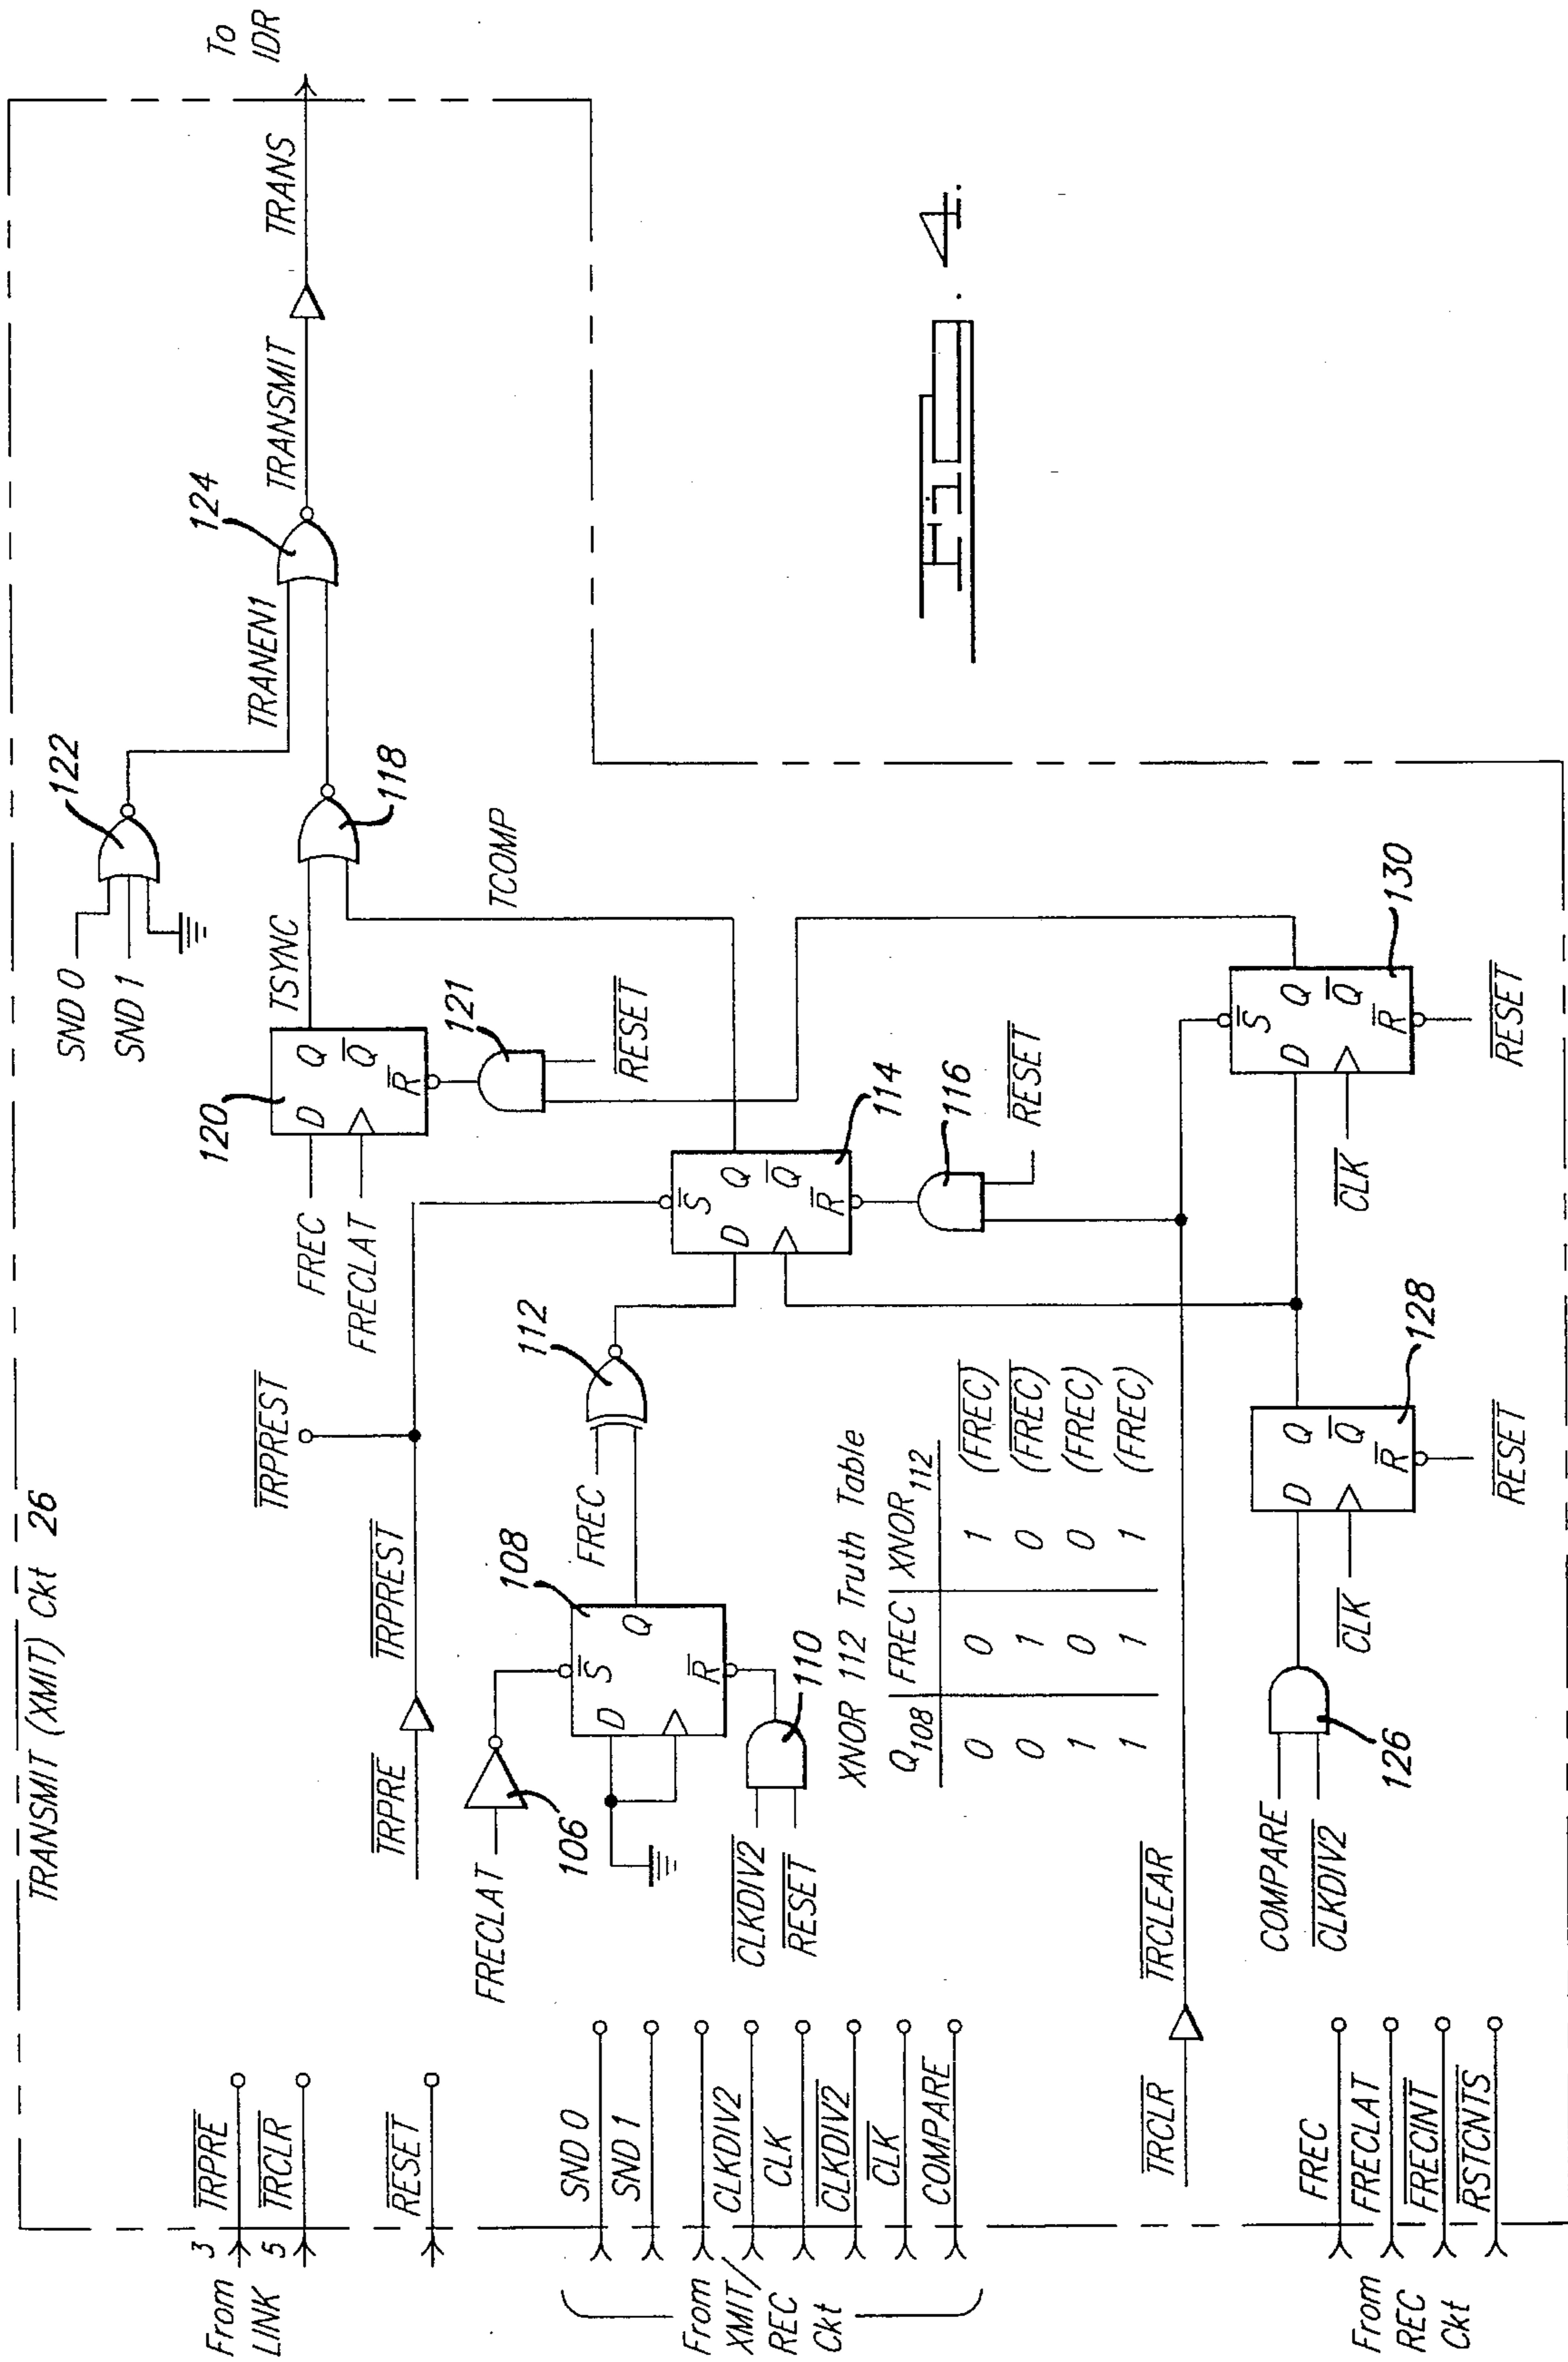 TRANSMIT (XMIT) Ckt 26
From
LINK
3
TRPRE
5
TRCLR
RESET
From
XMIT/
REC
Ckt
SND 0
SND 1
CLKDIV2
CLK
CLKDIV2
CLK
COMPARE
From
REC
Ckt
FREC
FRECLAT
FRECINT
RSTCNTS
TRPRE
TRPREST
TRPREST
FRECLAT
106
108
D
S
Q
R
CLKDIV2
RESET
110
FREC
112
XNOR 112 Truth Table
Q108 FREC XNOR112
0 0 1 (FREC)
0 1 0 (FREC)
1 0 0 (FREC)
1 1 1 (FREC)
TRCLR
TRCLEAR
COMPARE
CLKDIV2
126
CLK
D
Q
Q
R
128
RESET
D
S
Q
Q
R
114
116
RESET
FREC
FRECLAT
120
D
Q
Q
R
TSYNC
121
RESET
TCOMP
118
CLK
D
S
Q
Q
R
130
RESET
SND 0
SND 1
122
TRANEN1
124
TRANSMIT
TRANS
To
IDR
Fig. 4.